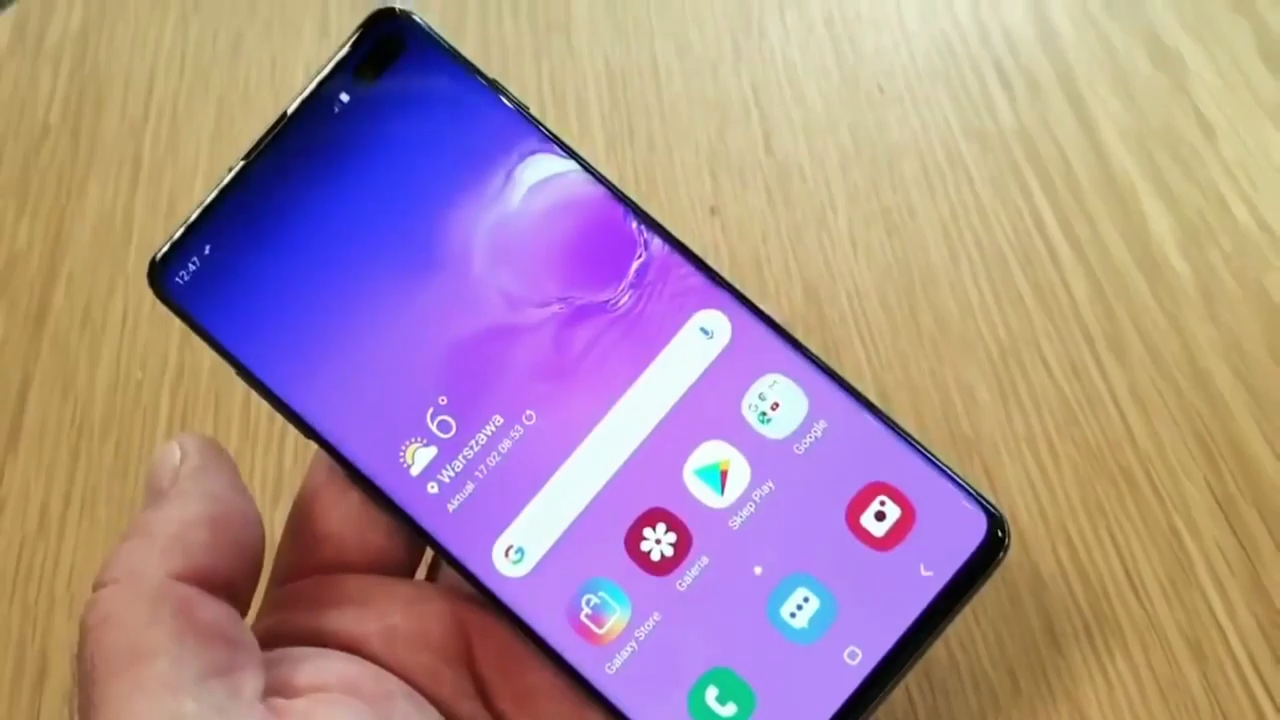 12:47
6°
Warszawa
Aktual. 17.02 08:53
Galaxy Store
Galeria
Sklep Play
Google